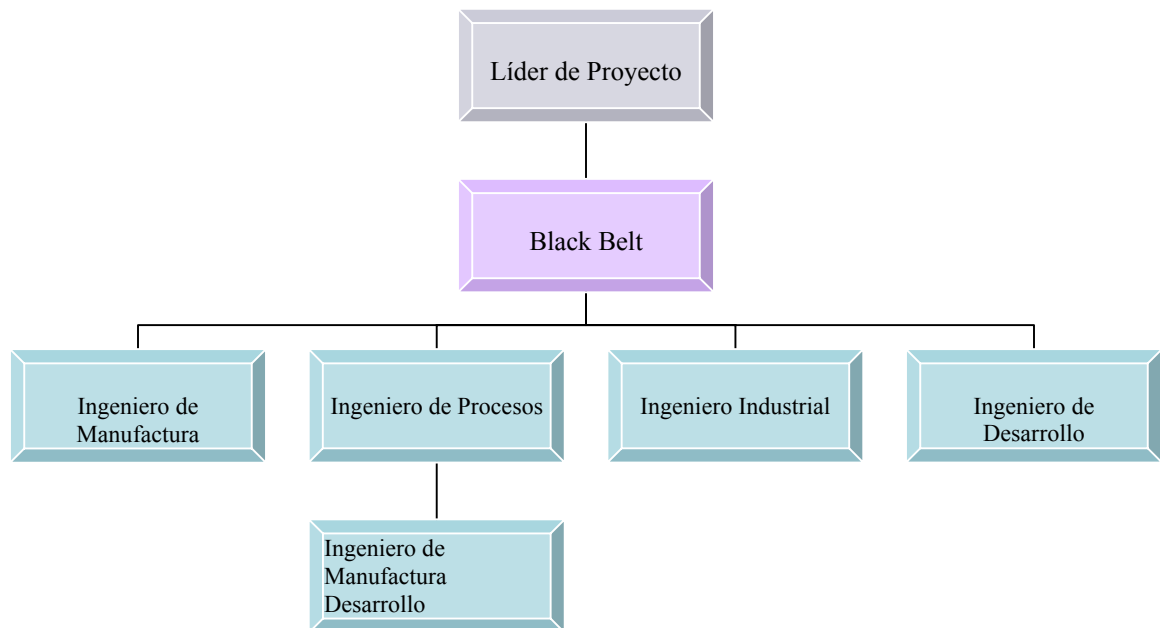 Líder de Proyecto
Black Belt
Ingeniero de
Manufactura
Ingeniero de Procesos
Ingeniero Industrial
Ingeniero de
Desarrollo
Ingeniero de
Manufactura
Desarrollo